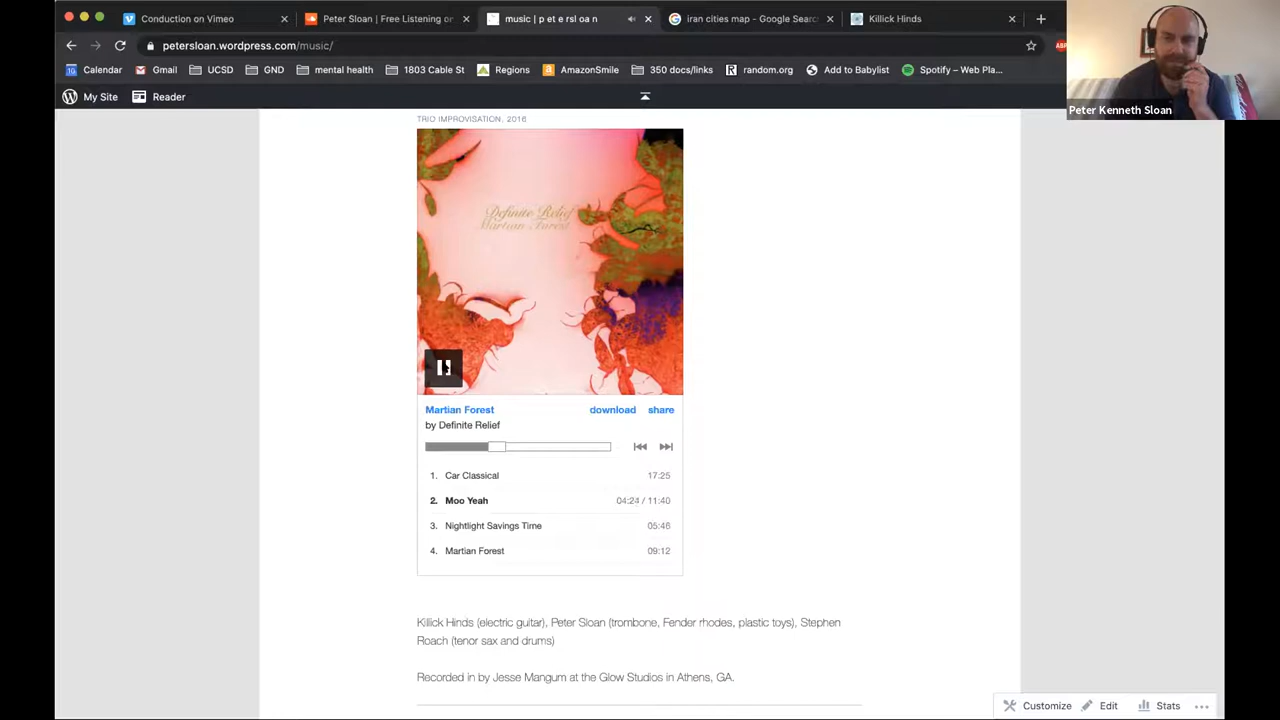 Conduction on Vimeo
Peter Sloan | Free Listening on
music | p et e rsl oa n
iran cities map - Google Searc
Killick Hinds
petersloan.wordpress.com/music/
Calendar
Gmail
UCSD
GND
mental health
1803 Cable St
Regions
AmazonSmile
350 docs/links
random.org
Add to Babylist
Spotify – Web Pla...
Peter Kenneth Sloan
My Site
Reader
TRIO IMPROVISATION, 2016
Definite Relief
Martian Forest
Martian Forest
download
share
by Definite Relief
1. Car Classical 17:25
2. Moo Yeah 04:24 / 11:40
3. Nightlight Savings Time 05:46
4. Martian Forest 09:12
Killick Hinds (electric guitar), Peter Sloan (trombone, Fender rhodes, plastic toys), Stephen
Roach (tenor sax and drums)
Recorded in by Jesse Mangum at the Glow Studios in Athens, GA.
Customize
Edit
Stats